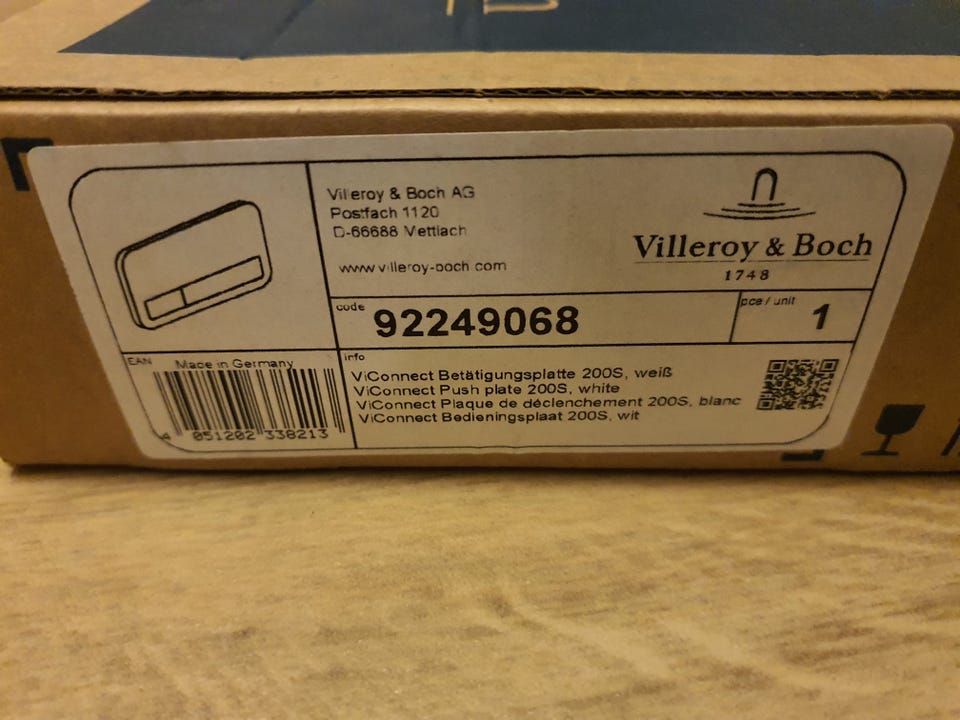 Villeroy & Boch AG
Postfach 1120
D-66688 Mettlach
www.villeroy-boch.com
Villeroy & Boch
1748
code
92249068
pce / unit
1
EAN
Made in Germany
4 051202 338213
info
ViConnect Betätigungsplatte 200S, weiß
ViConnect Push plate 200S, white
ViConnect Plaque de déclenchement 200S, blanc
ViConnect Bedieningsplaat 200S, wit